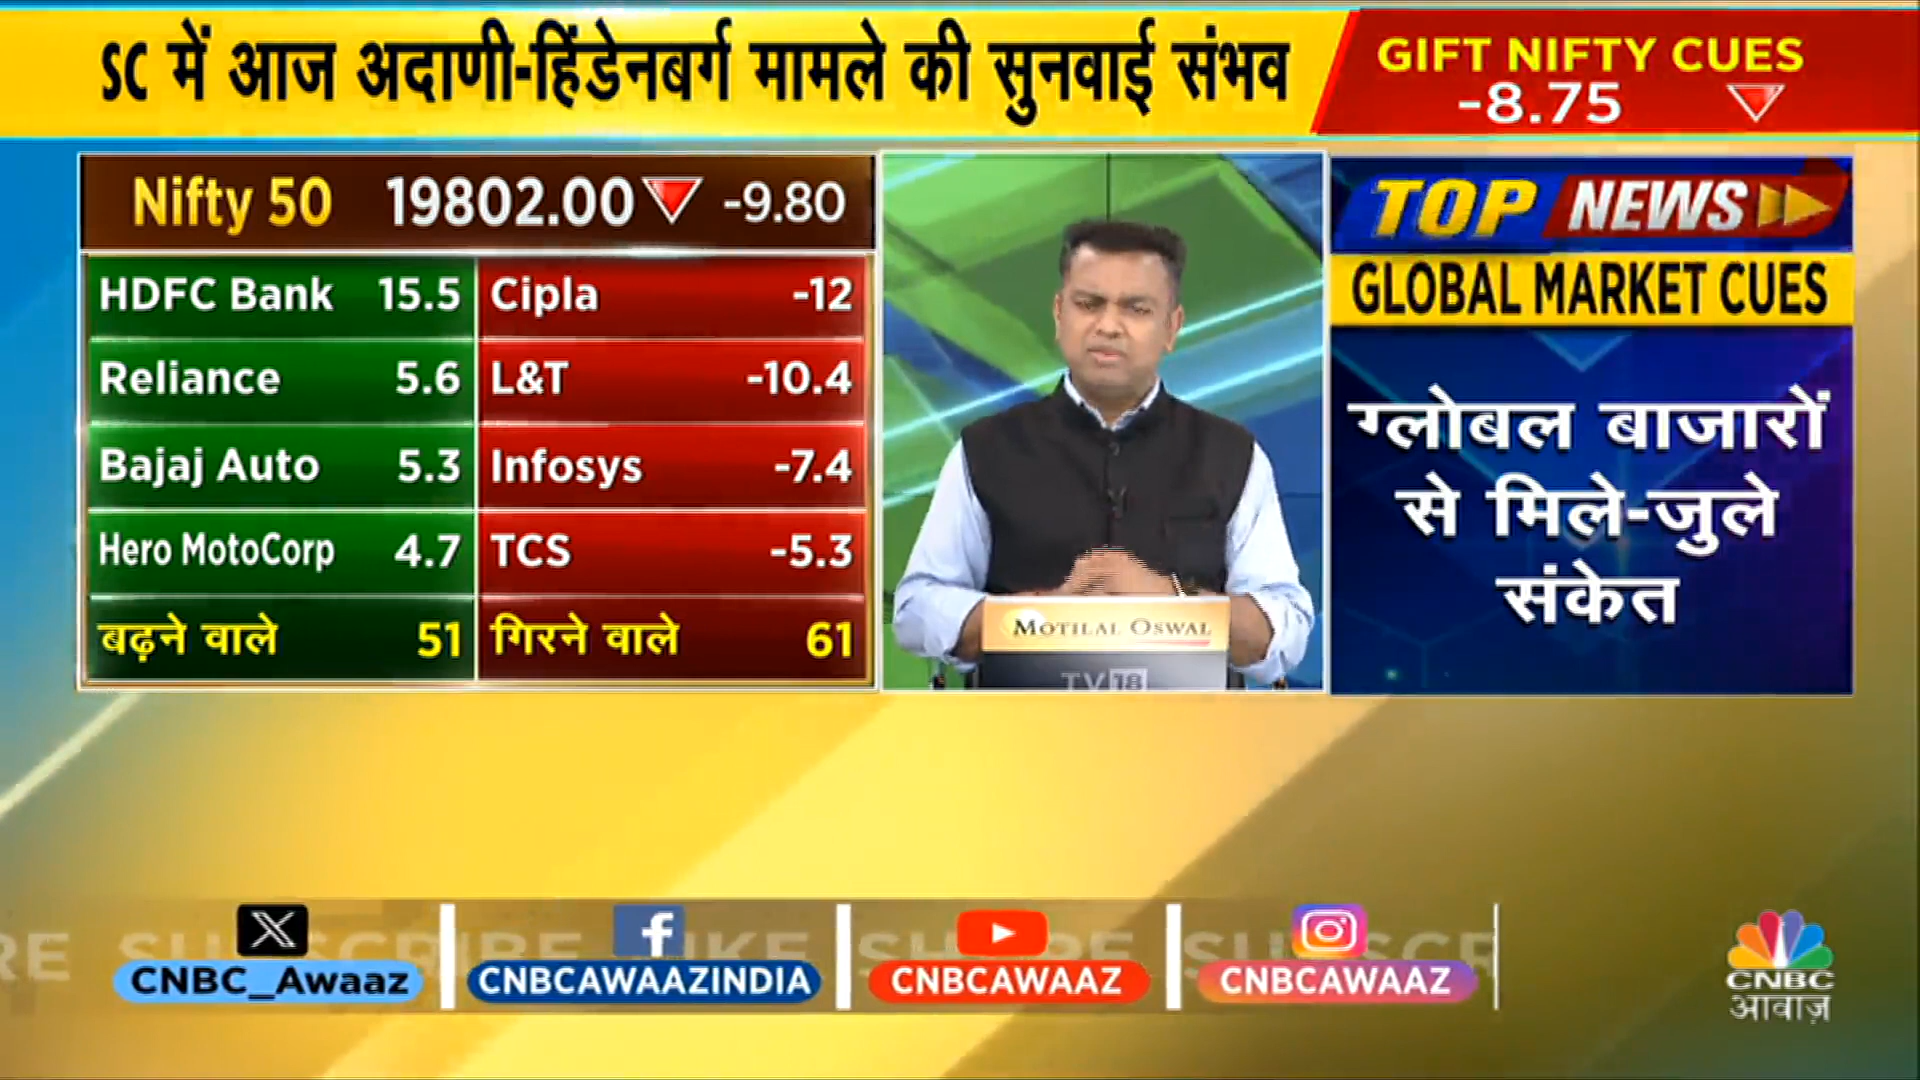 SC में आज अदाणी-हिंडेनबर्ग मामले की सुनवाई संभव
GIFT NIFTY CUES
-8.75
Nifty 50 19802.00 -9.80
HDFC Bank 15.5 Cipla -12
Reliance 5.6 L&T -10.4
Bajaj Auto 5.3 Infosys -7.4
Hero MotoCorp 4.7 TCS -5.3
बढ़ने वाले 51 गिरने वाले 61
MOTILAL OSWAL
TV18
TOP NEWS
GLOBAL MARKET CUES
ग्लोबल बाजारों
से मिले-जुले
संकेत
CNBC_Awaaz CNBCAWAAZINDIA CNBCAWAAZ CNBCAWAAZ
CNBC
आवाज़